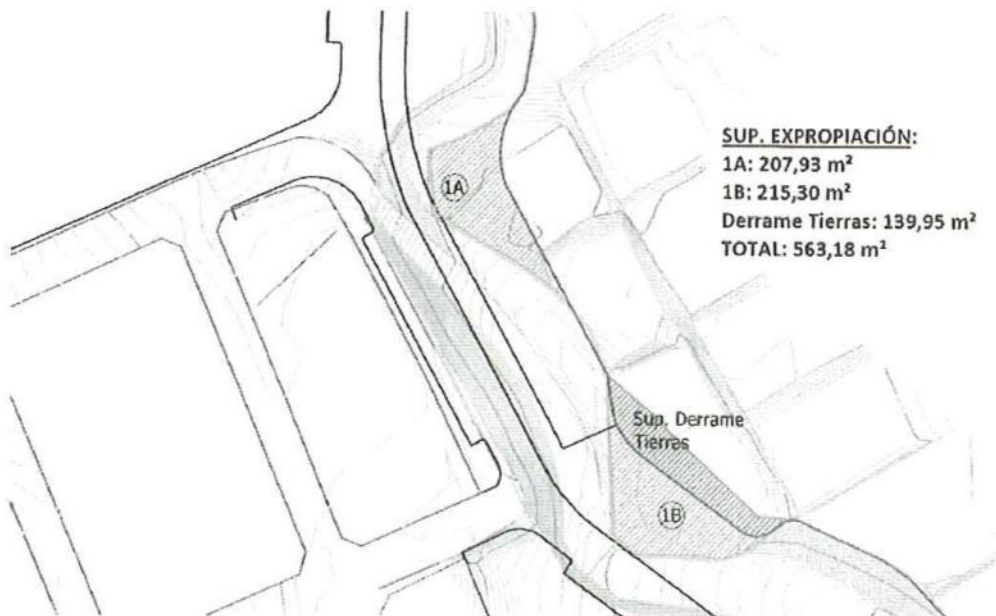 SUP. EXPROPIACIÓN:
1A: 207,93 m²
1B: 215,30 m²
Derrame Tierras: 139,95 m²
TOTAL: 563,18 m²
1A
Sup. Derrame
Tierras
1B